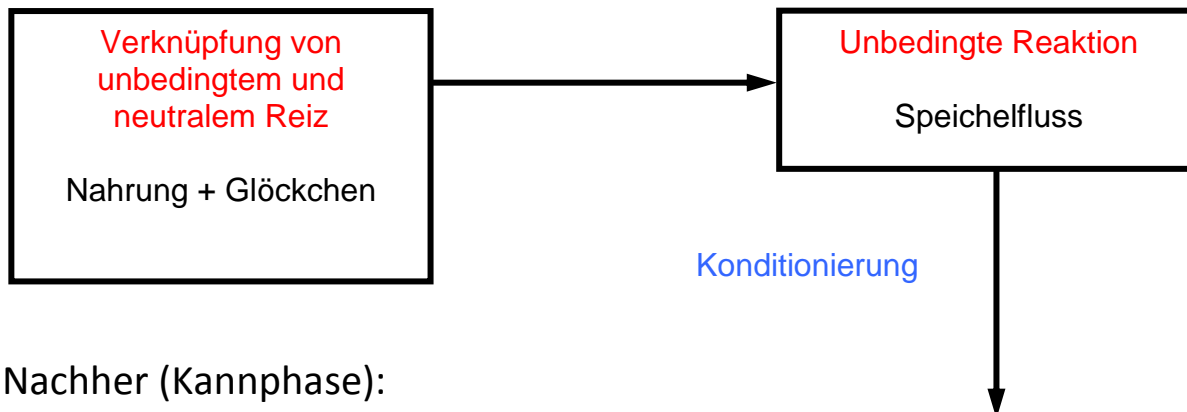 Verknüpfung von
unbedingtem und
neutralem Reiz
Nahrung + Glöckchen
Unbedingte Reaktion
Speichelfluss
Konditionierung
Nachher (Kannphase):